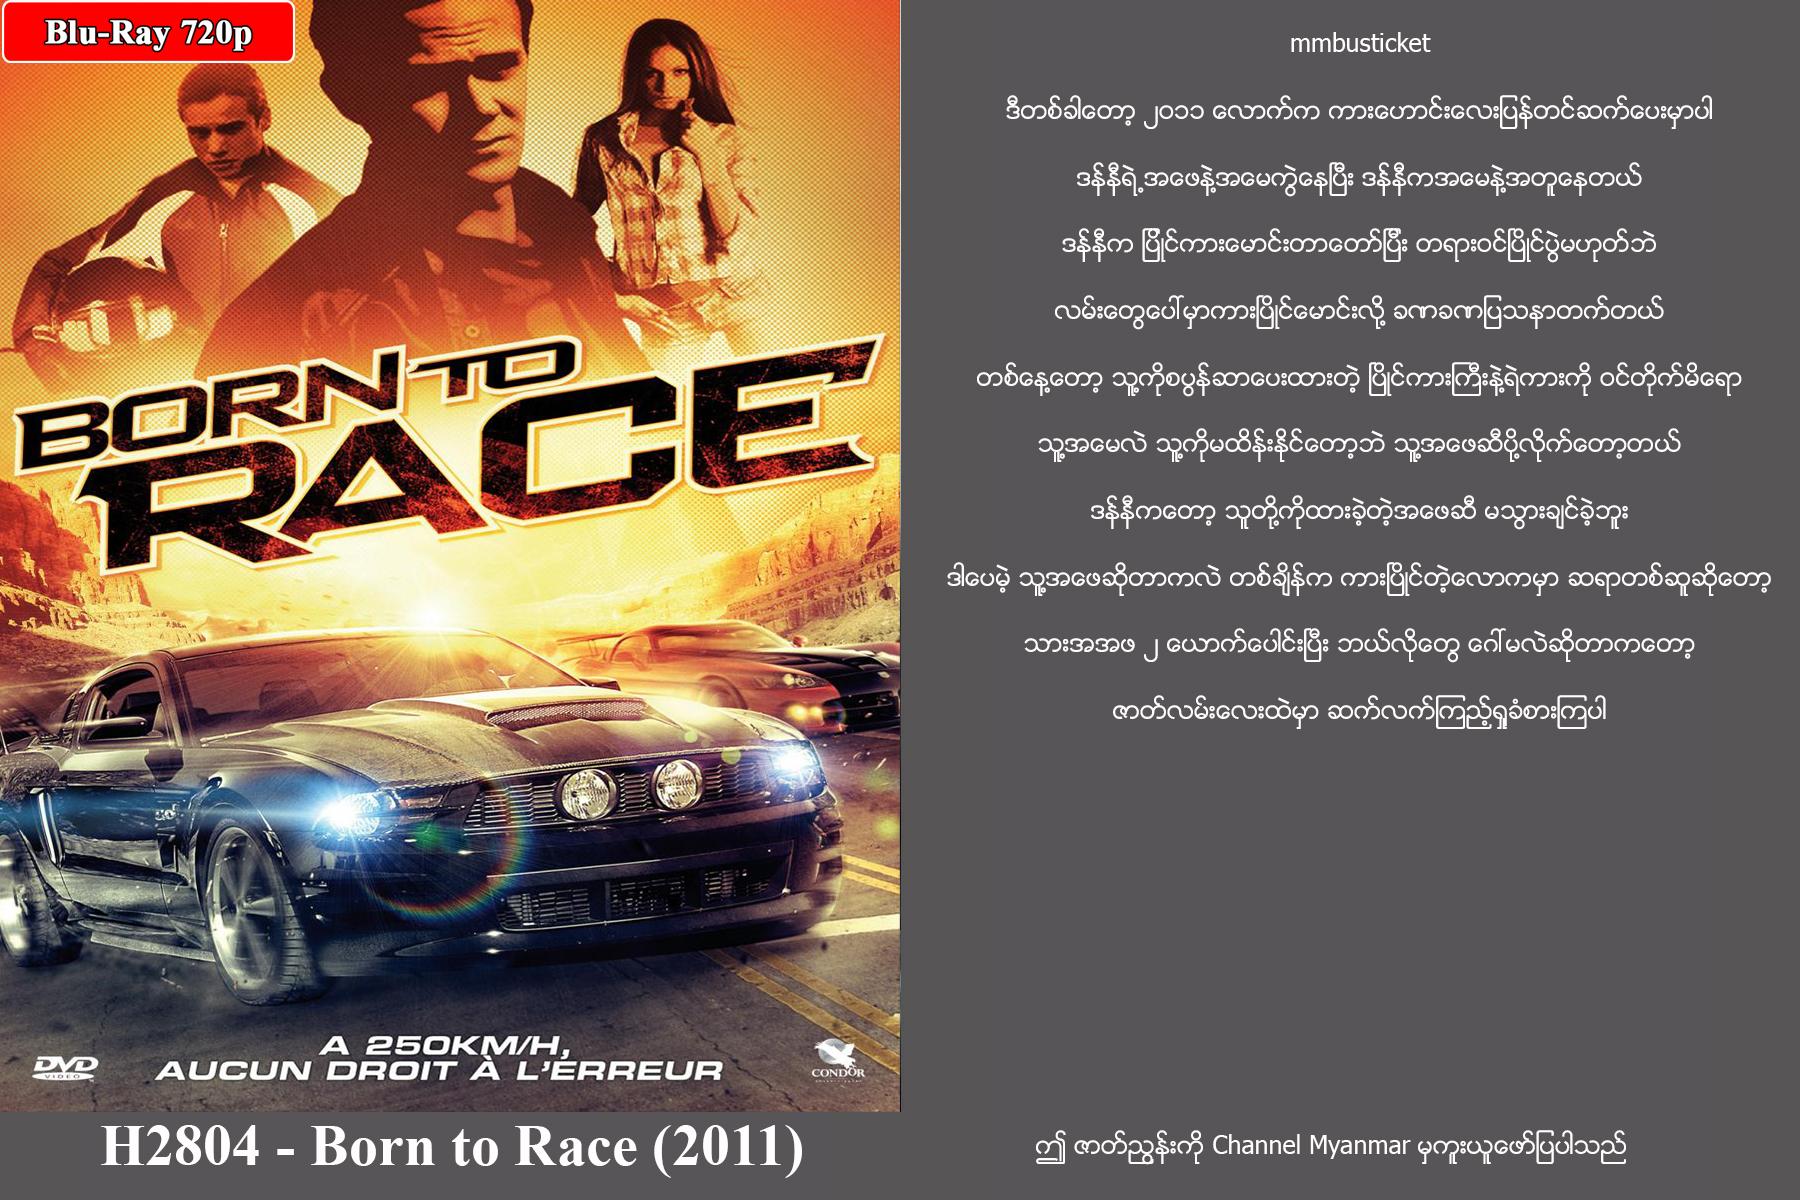 Blu-Ray 720p
BORN TO
RACE
A 250KM/H,
AUCUN DROIT À L'ERREUR
DVD
VIDEO
CONDOR
H2804 - Born to Race (2011)
mmbusticket
ဒီတစ်ခါတော့ ၂၀၁၁ လောက်က ကားဟောင်းလေးပြန်တင်ဆက်ပေးမှာပါ
ဒန်နီရဲ့အဖေနဲ့အမေကွဲနေပြီး ဒန်နီကအမေနဲ့အတူနေတယ်
ဒန်နီက ပြိုင်ကားမောင်းတာတော်ပြီး တရားဝင်ပြိုင်ပွဲမဟုတ်ဘဲ
လမ်းတွေပေါ်မှာကားပြိုင်မောင်းလို့ ခဏခဏပြသနာတက်တယ်
တစ်နေ့တော့ သူ့ကိုစပွန်ဆာပေးထားတဲ့ ပြိုင်ကားကြီးနဲ့ရဲကားကို ဝင်တိုက်မိရော
သူ့အမေလဲ သူ့ကိုမထိန်းနိုင်တော့ဘဲ သူ့အဖေဆီပို့လိုက်တော့တယ်
ဒန်နီကတော့ သူတို့ကိုထားခဲ့တဲ့အဖေဆီ မသွားချင်ခဲ့ဘူး
ဒါပေမဲ့ သူ့အဖေဆိုတာကလဲ တစ်ချိန်က ကားပြိုင်တဲ့လောကမှာ ဆရာတစ်ဆူဆိုတော့
သားအအဖ ၂ ယောက်ပေါင်းပြီး ဘယ်လိုတွေ ဂေါ်မလဲဆိုတာကတော့
ဇာတ်လမ်းလေးထဲမှာ ဆက်လက်ကြည့်ရှုခံစားကြပါ
ဤ ဇာတ်ညွှန်းကို Channel Myanmar မှကူးယူဖော်ပြပါသည်